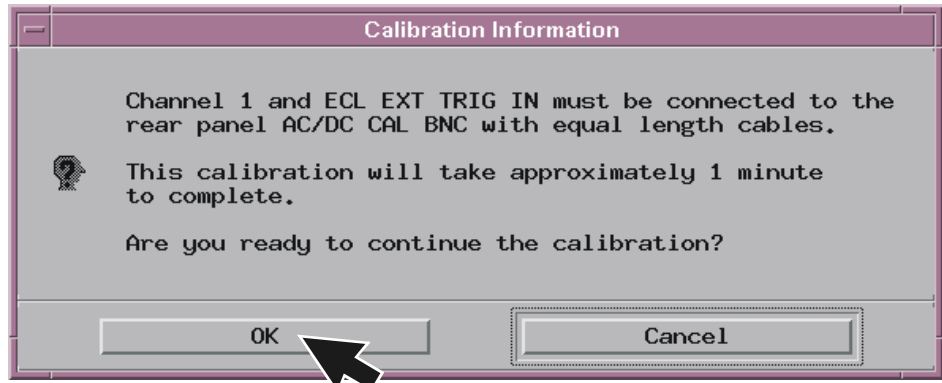 Calibration Information
Channel 1 and ECL EXT TRIG IN must be connected to the
rear panel AC/DC CAL BNC with equal length cables.
This calibration will take approximately 1 minute
to complete.
Are you ready to continue the calibration?
OK
Cancel